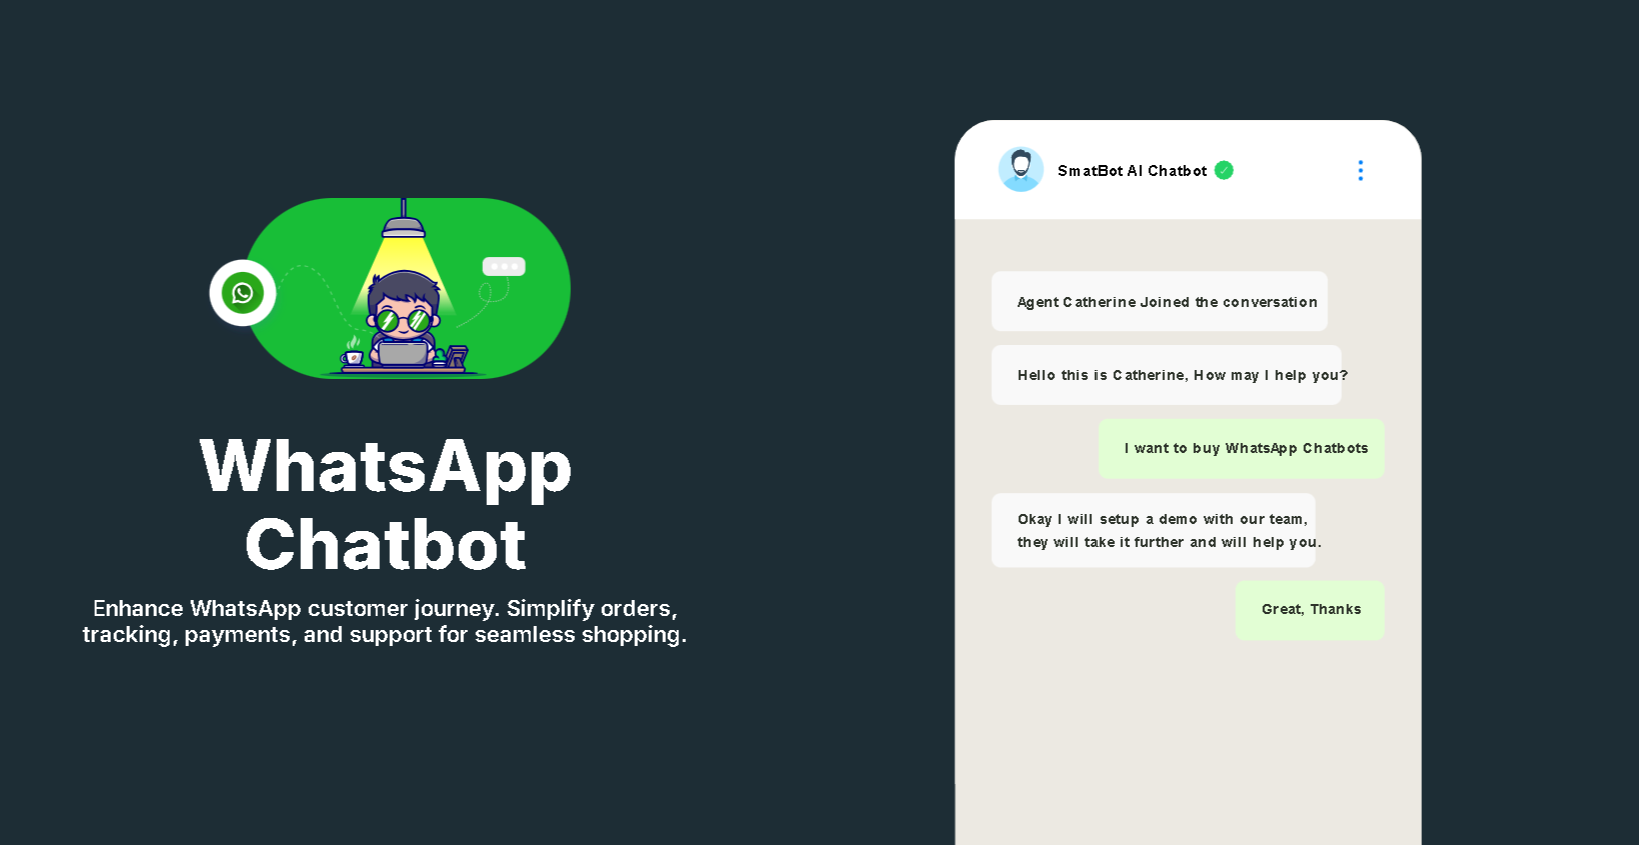 WhatsApp
Chatbot
Enhance WhatsApp customer journey. Simplify orders,
tracking, payments, and support for seamless shopping.
SmatBot AI Chatbot
Agent Catherine Joined the conversation
Hello this is Catherine, How may I help you?
I want to buy WhatsApp Chatbots
Okay I will setup a demo with our team,
they will take it further and will help you.
Great, Thanks